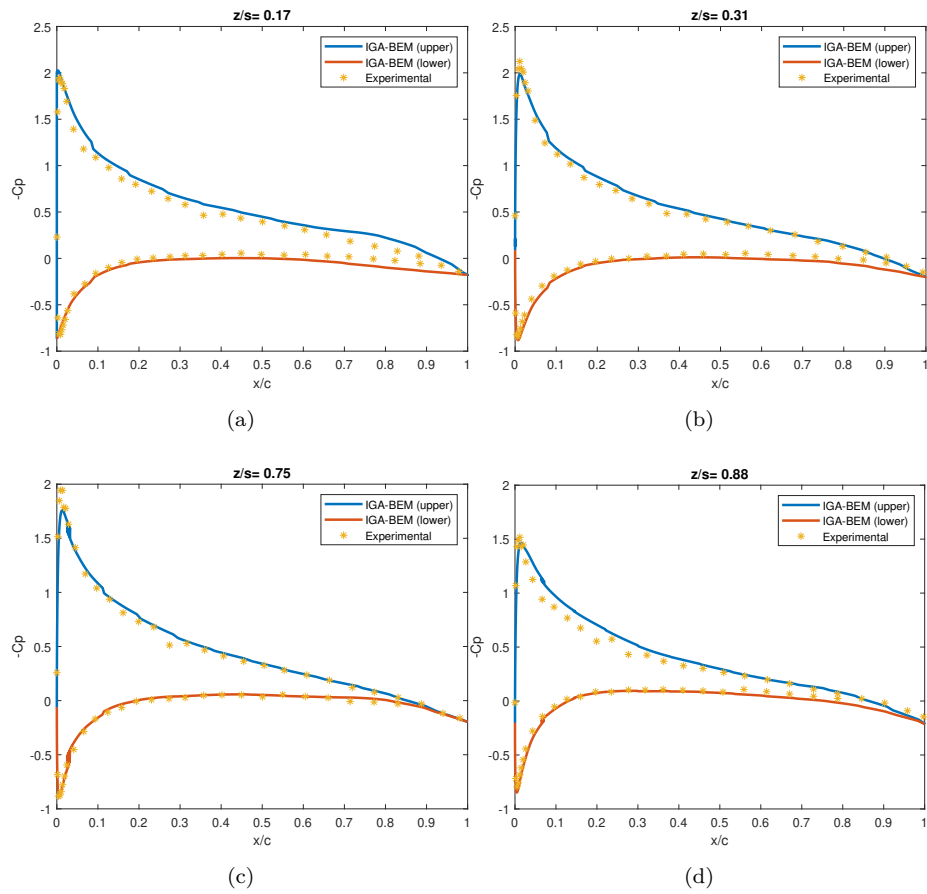 z/s= 0.17
2.5
2
1.5
1
0.5
0
-0.5
-1
-Cp
0 0.1 0.2 0.3 0.4 0.5 0.6 0.7 0.8 0.9 1
x/c
IGA-BEM (upper)
IGA-BEM (lower)
Experimental
(a)
z/s= 0.31
2.5
2
1.5
1
0.5
0
-0.5
-1
-Cp
0 0.1 0.2 0.3 0.4 0.5 0.6 0.7 0.8 0.9 1
x/c
IGA-BEM (upper)
IGA-BEM (lower)
Experimental
(b)
z/s= 0.75
2
1.5
1
0.5
0
-0.5
-1
-Cp
0 0.1 0.2 0.3 0.4 0.5 0.6 0.7 0.8 0.9 1
x/c
IGA-BEM (upper)
IGA-BEM (lower)
Experimental
(c)
z/s= 0.88
2
1.5
1
0.5
0
-0.5
-1
-Cp
0 0.1 0.2 0.3 0.4 0.5 0.6 0.7 0.8 0.9 1
x/c
IGA-BEM (upper)
IGA-BEM (lower)
Experimental
(d)